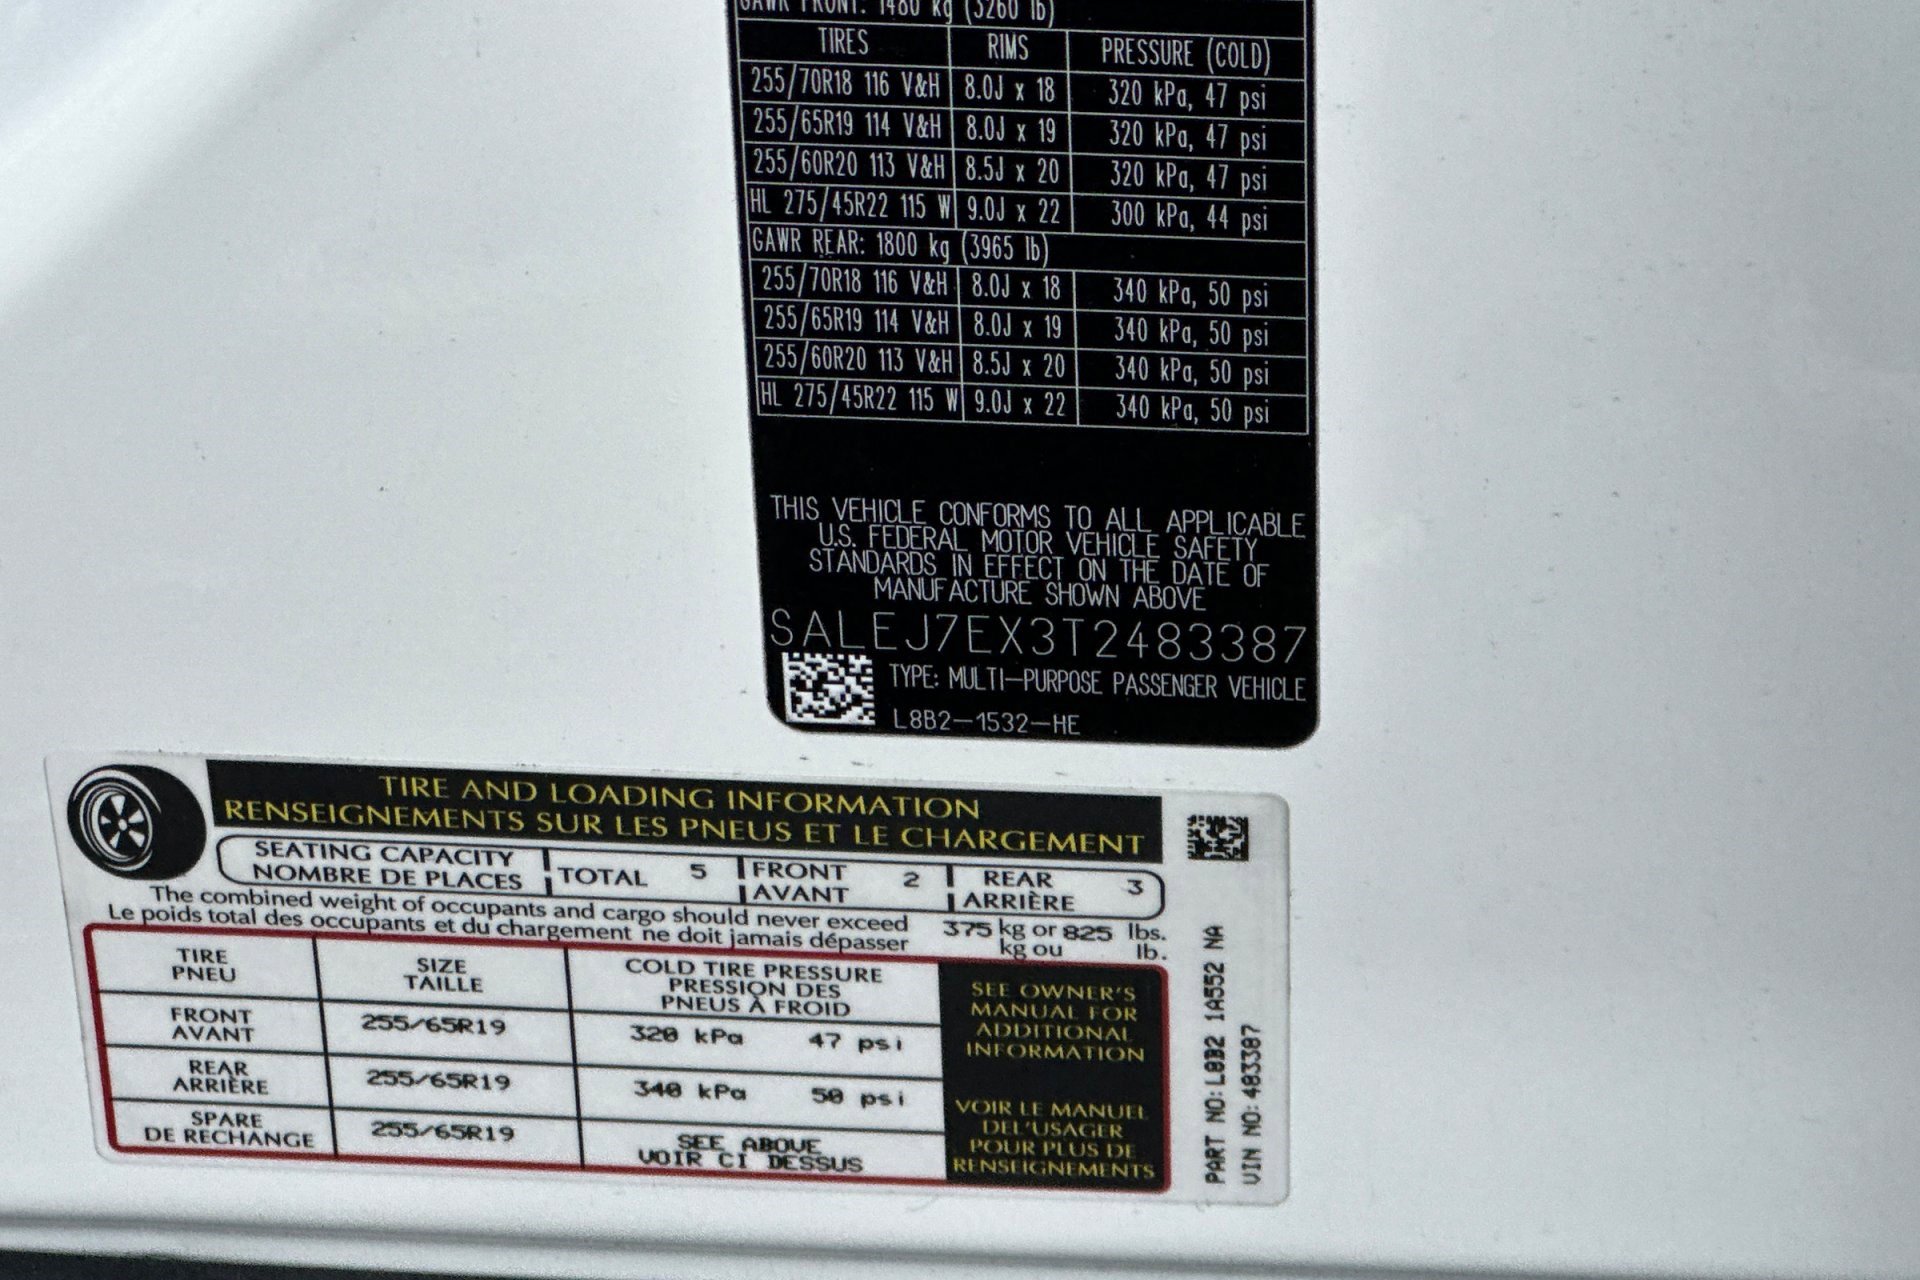 GAWR FRONT: 1480 kg (3260 lb)
TIRES RIMS PRESSURE (COLD)
255/70R18 116 V&H 8.0J x 18 320 kPa, 47 psi
255/65R19 114 V&H 8.0J x 19 320 kPa, 47 psi
255/60R20 113 V&H 8.5J x 20 320 kPa, 47 psi
HL 275/45R22 115 W 9.0J x 22 300 kPa, 44 psi
GAWR REAR: 1800 kg (3965 lb)
255/70R18 116 V&H 8.0J x 18 340 kPa, 50 psi
255/65R19 114 V&H 8.0J x 19 340 kPa, 50 psi
255/60R20 113 V&H 8.5J x 20 340 kPa, 50 psi
HL 275/45R22 115 W 9.0J x 22 340 kPa, 50 psi
THIS VEHICLE CONFORMS TO ALL APPLICABLE
U.S. FEDERAL MOTOR VEHICLE SAFETY
STANDARDS IN EFFECT ON THE DATE OF
MANUFACTURE SHOWN ABOVE
SALEJ7EX3T2483387
TYPE: MULTI-PURPOSE PASSENGER VEHICLE
L8B2-1532-HE
TIRE AND LOADING INFORMATION
RENSEIGNEMENTS SUR LES PNEUS ET LE CHARGEMENT
SEATING CAPACITY
NOMBRE DE PLACES
TOTAL 5
FRONT
AVANT
2
REAR
ARRIÈRE
3
The combined weight of occupants and cargo should never exceed 375 kg or 825 lbs.
Le poids total des occupants et du chargement ne doit jamais dépasser kg ou lb.
TIRE
PNEU
SIZE
TAILLE
COLD TIRE PRESSURE
PRESSION DES
PNEUS À FROID
FRONT
AVANT
255/65R19
320 kPa 47 psi
REAR
ARRIÈRE
255/65R19
340 kPa 50 psi
SPARE
DE RECHANGE
255/65R19
SEE ABOVE
VOIR CI DESSUS
SEE OWNER'S
MANUAL FOR
ADDITIONAL
INFORMATION
VOIR LE MANUEL
DE L'USAGER
POUR PLUS DE
RENSEIGNEMENTS
PART NO: L8B2 1A552 NA
VIN NO: 483387